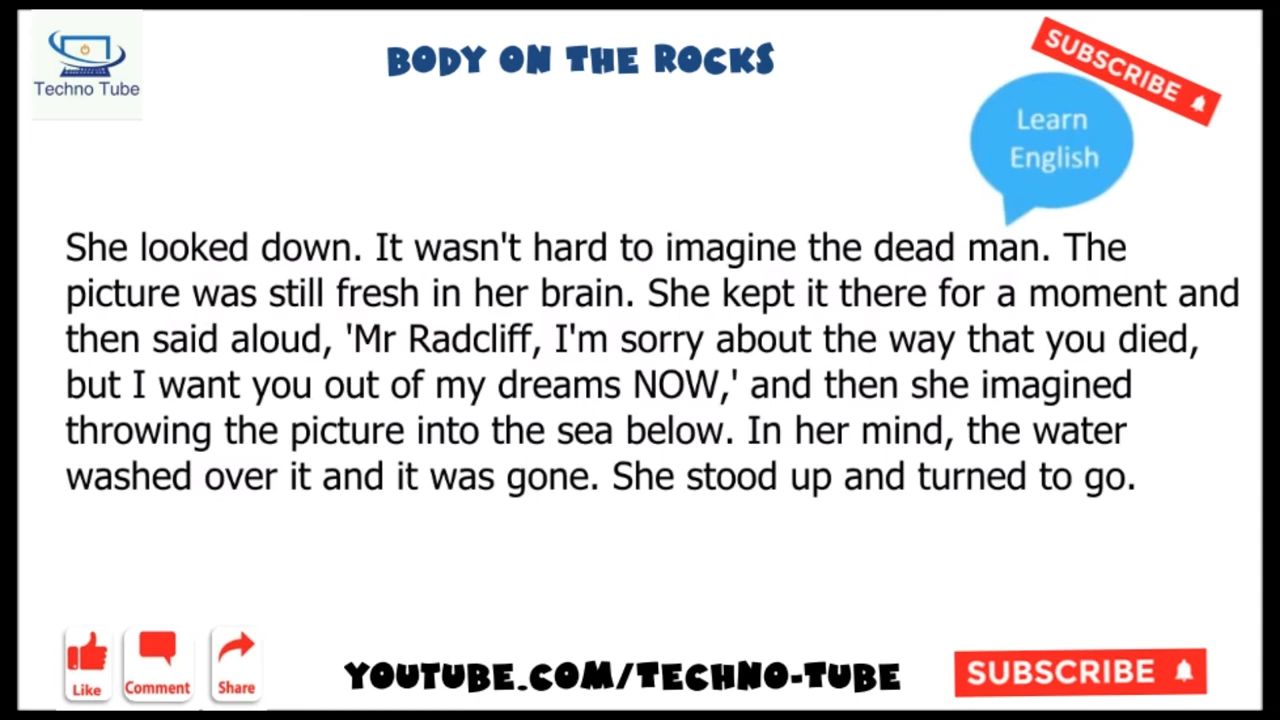 Techno Tube
BODY ON THE ROCKS
SUBSCRIBE
Learn
English
She looked down. It wasn't hard to imagine the dead man. The
picture was still fresh in her brain. She kept it there for a moment and
then said aloud, 'Mr Radcliff, I'm sorry about the way that you died,
but I want you out of my dreams NOW,' and then she imagined
throwing the picture into the sea below. In her mind, the water
washed over it and it was gone. She stood up and turned to go.
Like
Comment
Share
YOUTUBE.COM/TECHNO-TUBE
SUBSCRIBE